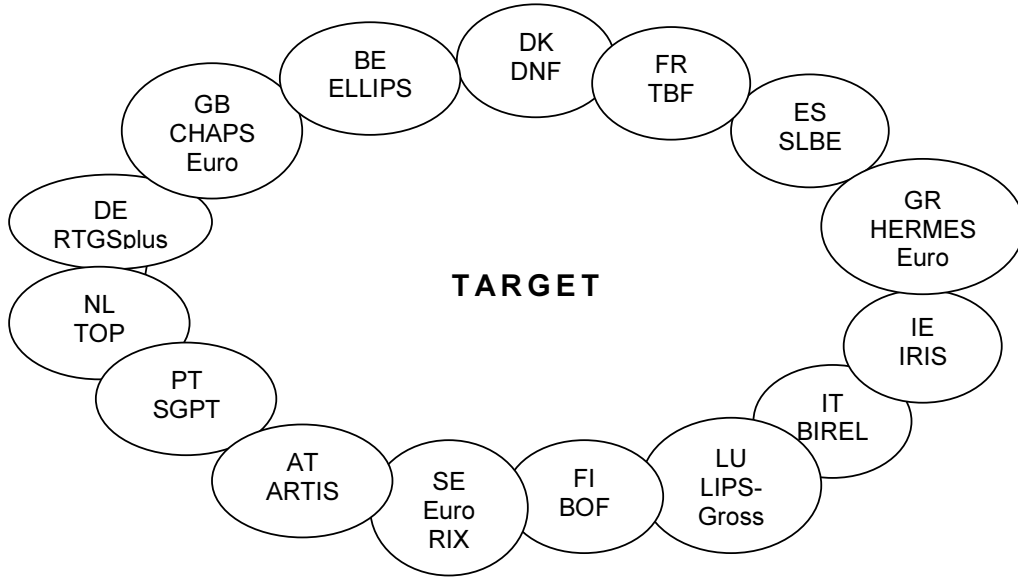 DK
DNF
BE
ELLIPS
FR
TBF
GB
CHAPS
Euro
ES
SLBE
DE
RTGSplus
GR
HERMES
Euro
TARGET
NL
TOP
IE
IRIS
PT
SGPT
IT
BIREL
AT
ARTIS
SE
Euro
RIX
FI
BOF
LU
LIPS-
Gross